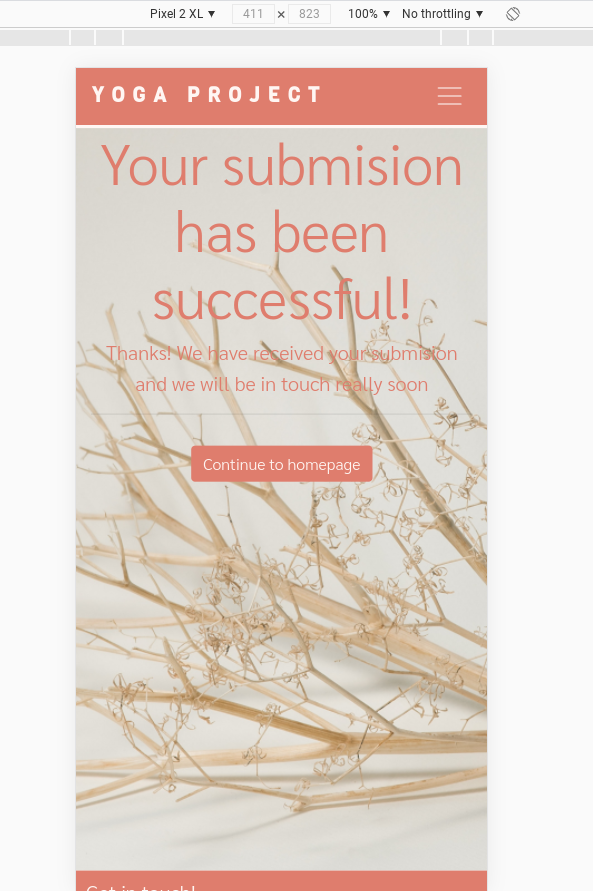 Pixel 2 XL ▼ 411 × 823 100% ▼ No throttling ▼
YOGA PROJECT
Your submision
has been
successful!
Thanks! We have received your submision
and we will be in touch really soon
Continue to homepage
Get in touch!